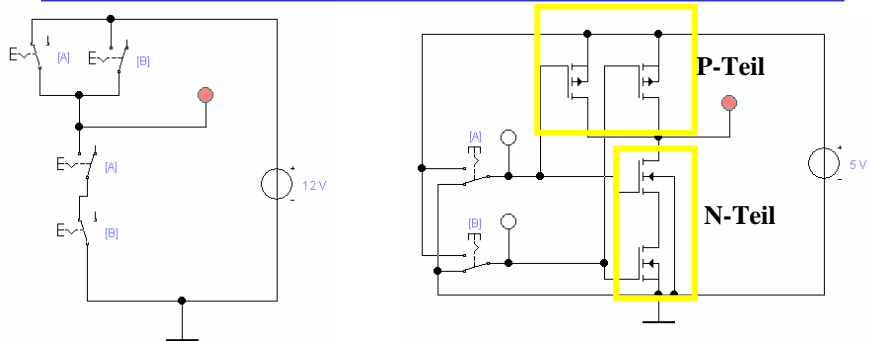 [A]
[B]
[A]
[B]
12 V
P-Teil
[A]
[B]
5 V
N-Teil